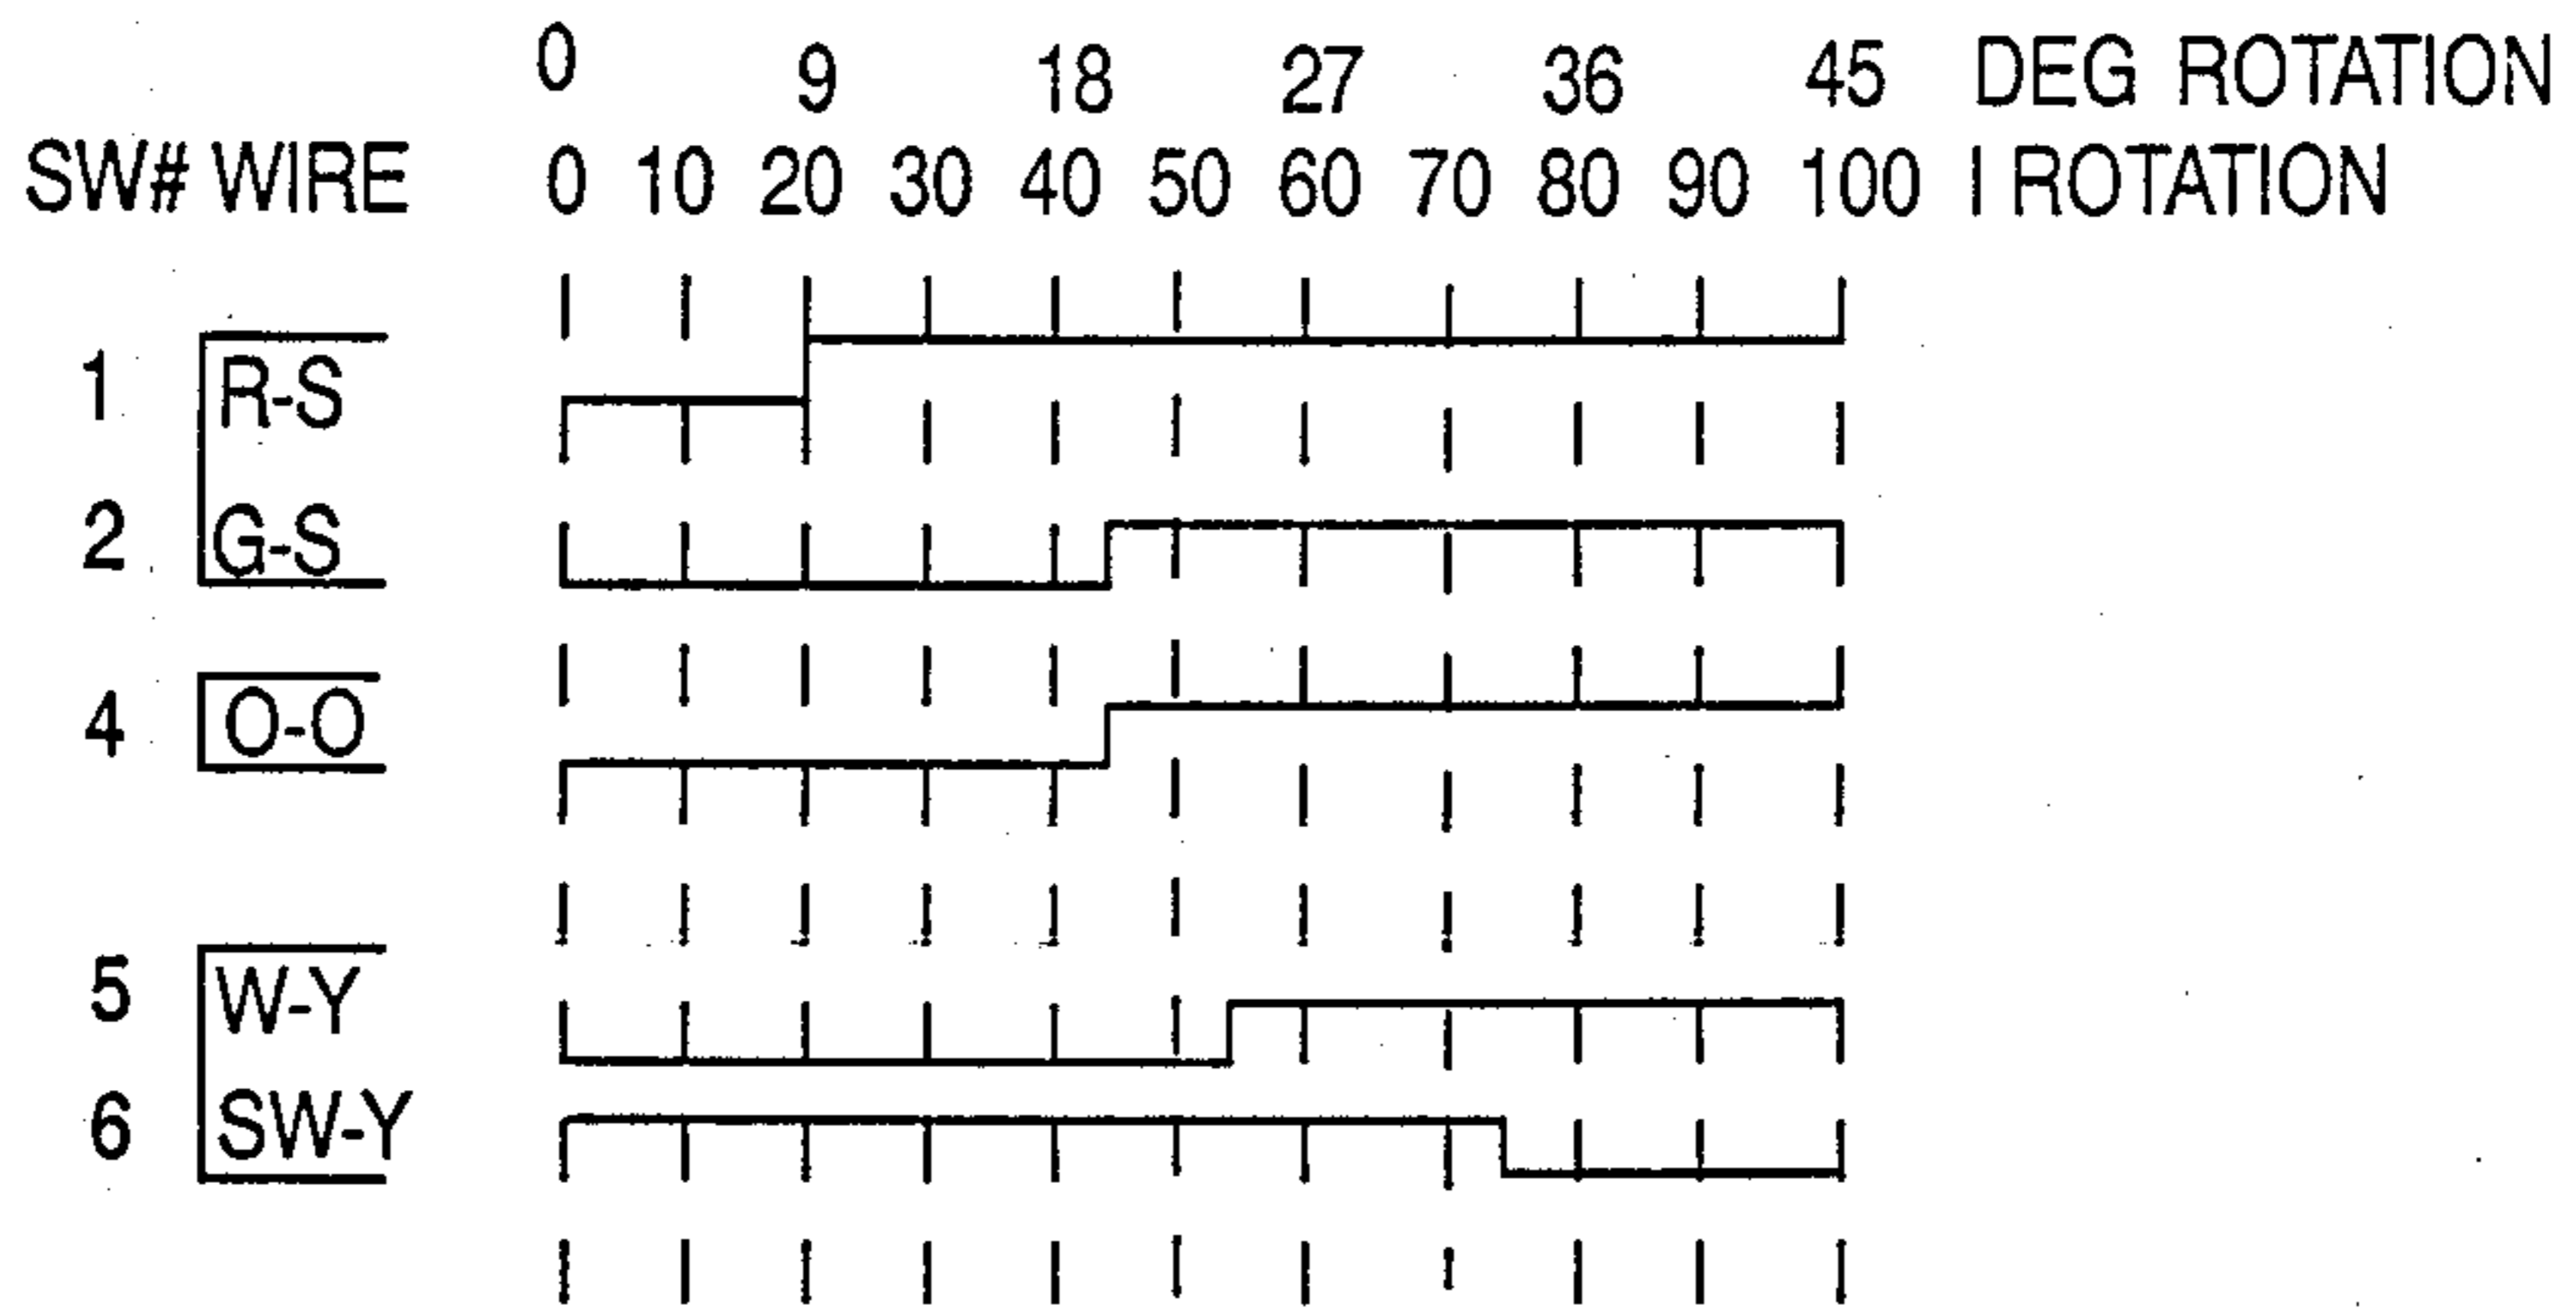 0 9 18 27 36 45 DEG ROTATION
SW# WIRE 0 10 20 30 40 50 60 70 80 90 100 I ROTATION
1 R-S
2 G-S
4 O-O
5 W-Y
6 SW-Y